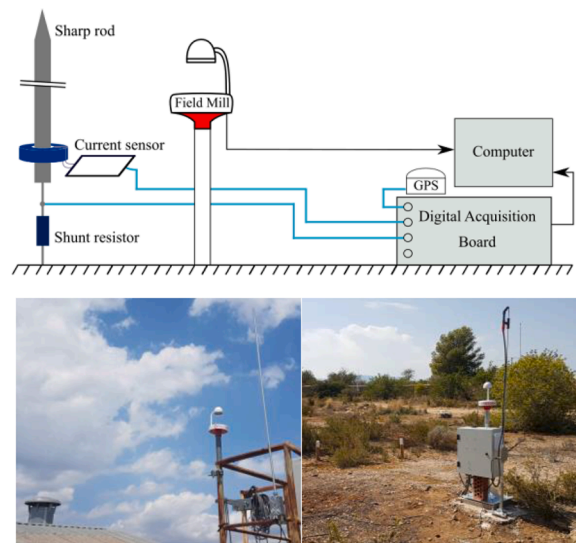 Sharp rod
Field Mill
Current sensor
Computer
GPS
Digital Acquisition
Board
Shunt resistor